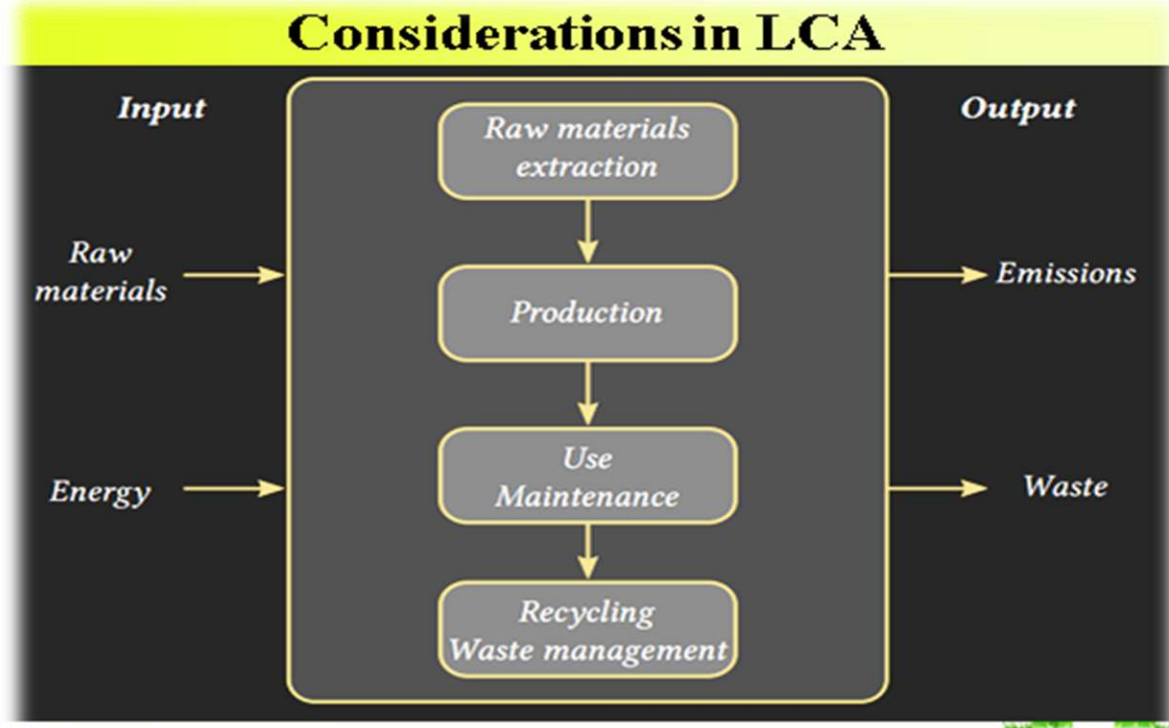 Considerations in LCA
Input
Output
Raw materials
extraction
Raw
materials
Emissions
Production
Energy
Use
Maintenance
Waste
Recycling
Waste management